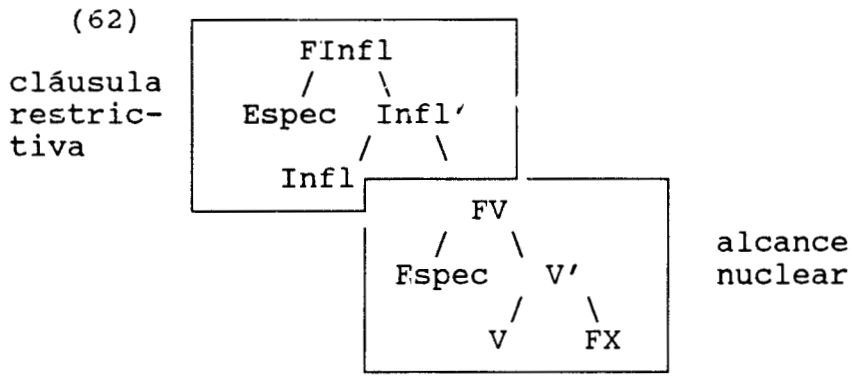 (62)
FInfl
cláusula
restric-
tiva
Espec Infl′
Infl
FV
alcance
nuclear
Espec V′
V FX